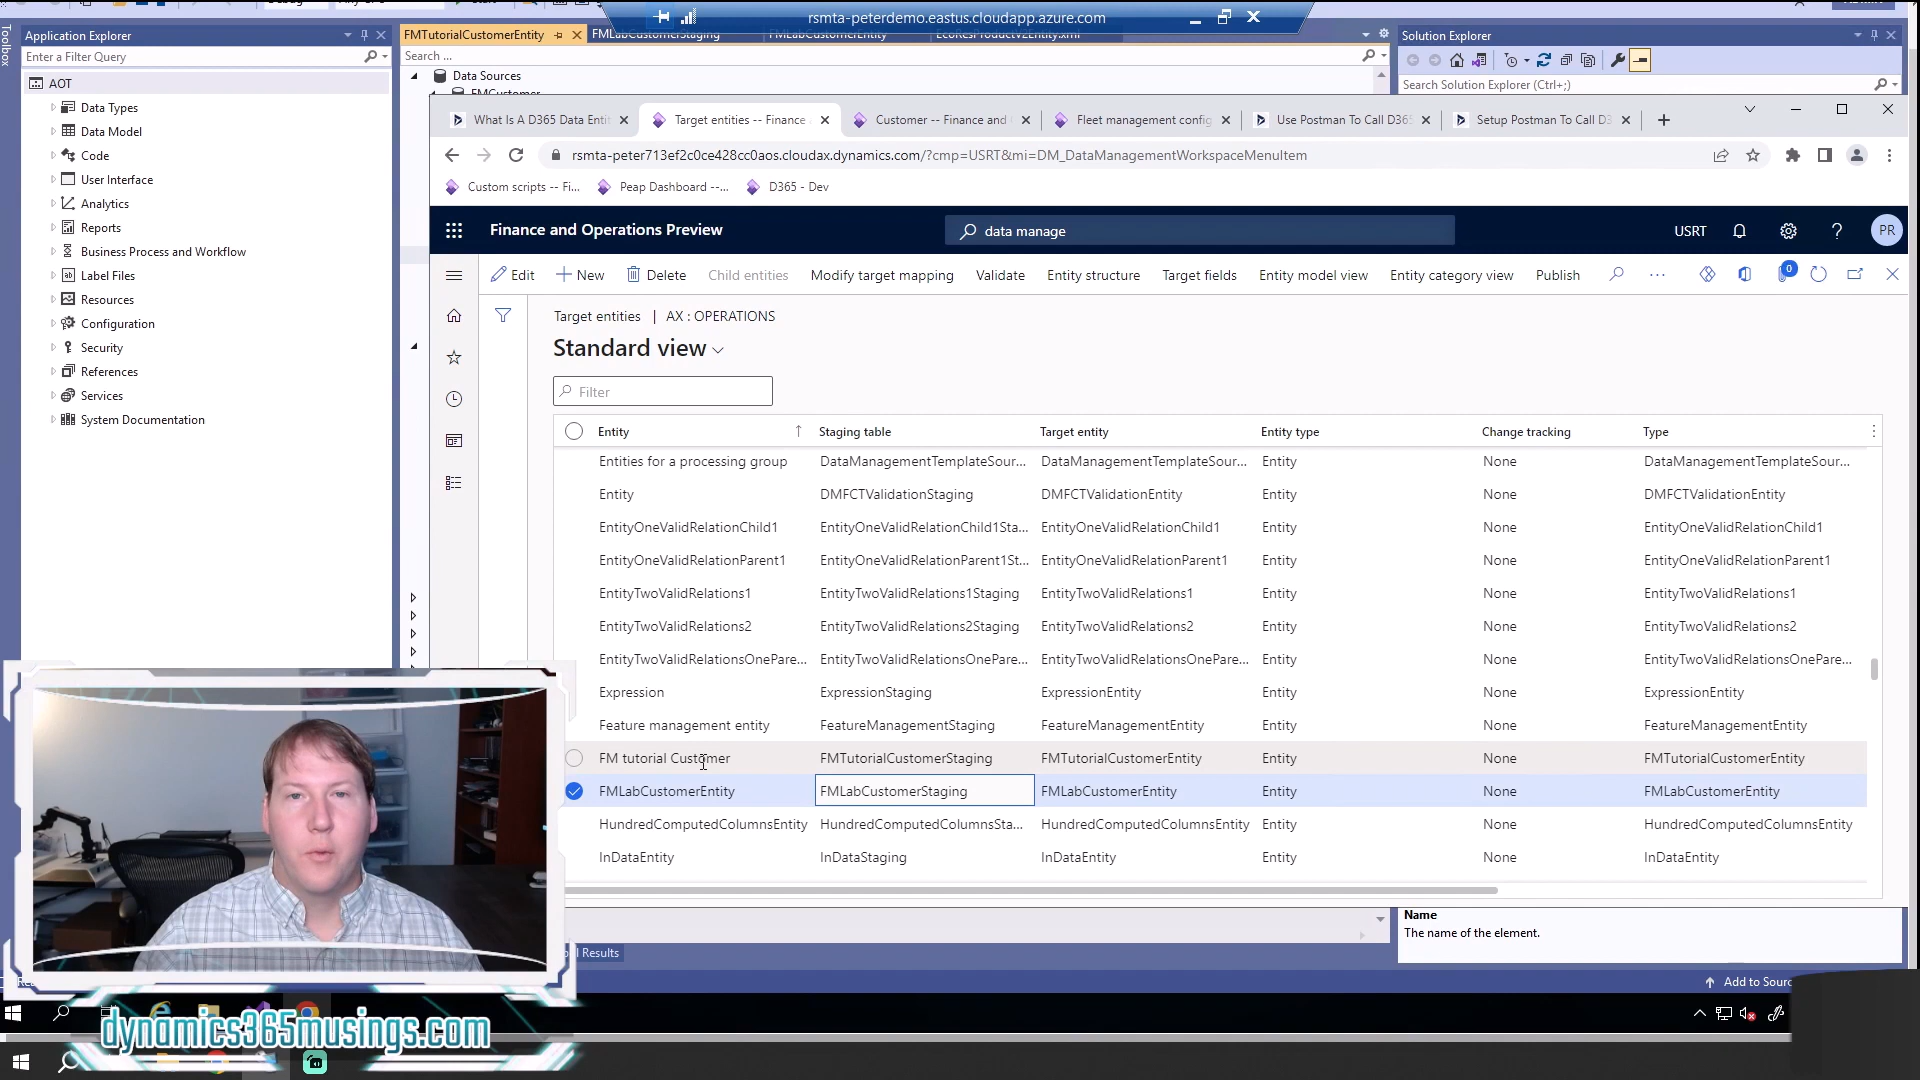 rsmta-peterdemo.eastus.cloudapp.azure.com
Toolbox
Application Explorer
Enter a Filter Query
AOT
Data Types
Data Model
Code
User Interface
Analytics
Reports
Business Process and Workflow
Label Files
Resources
Configuration
Security
References
Services
System Documentation
FMTutorialCustomerEntity
FMLabCustomerStaging
FMLabCustomerEntity
EcoResProductV2Entity.xml
Search ...
Data Sources
FMCustomer
Solution Explorer
Search Solution Explorer (Ctrl+;)
What Is A D365 Data Enti
Target entities -- Finance
Customer -- Finance and
Fleet management config
Use Postman To Call D365
Setup Postman To Call D3
rsmta-peter713ef2c0ce428cc0aos.cloudax.dynamics.com/?cmp=USRT&mi=DM_DataManagementWorkspaceMenuItem
Custom scripts -- Fi...
Peap Dashboard --...
D365 - Dev
Finance and Operations Preview
data manage
USRT
PR
Edit
New
Delete
Child entities
Modify target mapping
Validate
Entity structure
Target fields
Entity model view
Entity category view
Publish
0
Target entities | AX : OPERATIONS
Standard view
Filter
Entity Staging table Target entity Entity type Change tracking Type
Entities for a processing group DataManagementTemplateSour... DataManagementTemplateSour... Entity None DataManagementTemplateSour...
Entity DMFCTValidationStaging DMFCTValidationEntity Entity None DMFCTValidationEntity
EntityOneValidRelationChild1 EntityOneValidRelationChild1Sta... EntityOneValidRelationChild1 Entity None EntityOneValidRelationChild1
EntityOneValidRelationParent1 EntityOneValidRelationParent1St... EntityOneValidRelationParent1 Entity None EntityOneValidRelationParent1
EntityTwoValidRelations1 EntityTwoValidRelations1Staging EntityTwoValidRelations1 Entity None EntityTwoValidRelations1
EntityTwoValidRelations2 EntityTwoValidRelations2Staging EntityTwoValidRelations2 Entity None EntityTwoValidRelations2
EntityTwoValidRelationsOnePare... EntityTwoValidRelationsOnePare... EntityTwoValidRelationsOnePare... Entity None EntityTwoValidRelationsOnePare...
Expression ExpressionStaging ExpressionEntity Entity None ExpressionEntity
Feature management entity FeatureManagementStaging FeatureManagementEntity Entity None FeatureManagementEntity
FM tutorial Customer FMTutorialCustomerStaging FMTutorialCustomerEntity Entity None FMTutorialCustomerEntity
FMLabCustomerEntity FMLabCustomerStaging FMLabCustomerEntity Entity None FMLabCustomerEntity
HundredComputedColumnsEntity HundredComputedColumnsSta... HundredComputedColumnsEntity Entity None HundredComputedColumnsEntity
InDataEntity InDataStaging InDataEntity Entity None InDataEntity
Results
Name
The name of the element.
Add to Sourc
dynamics365musings.com